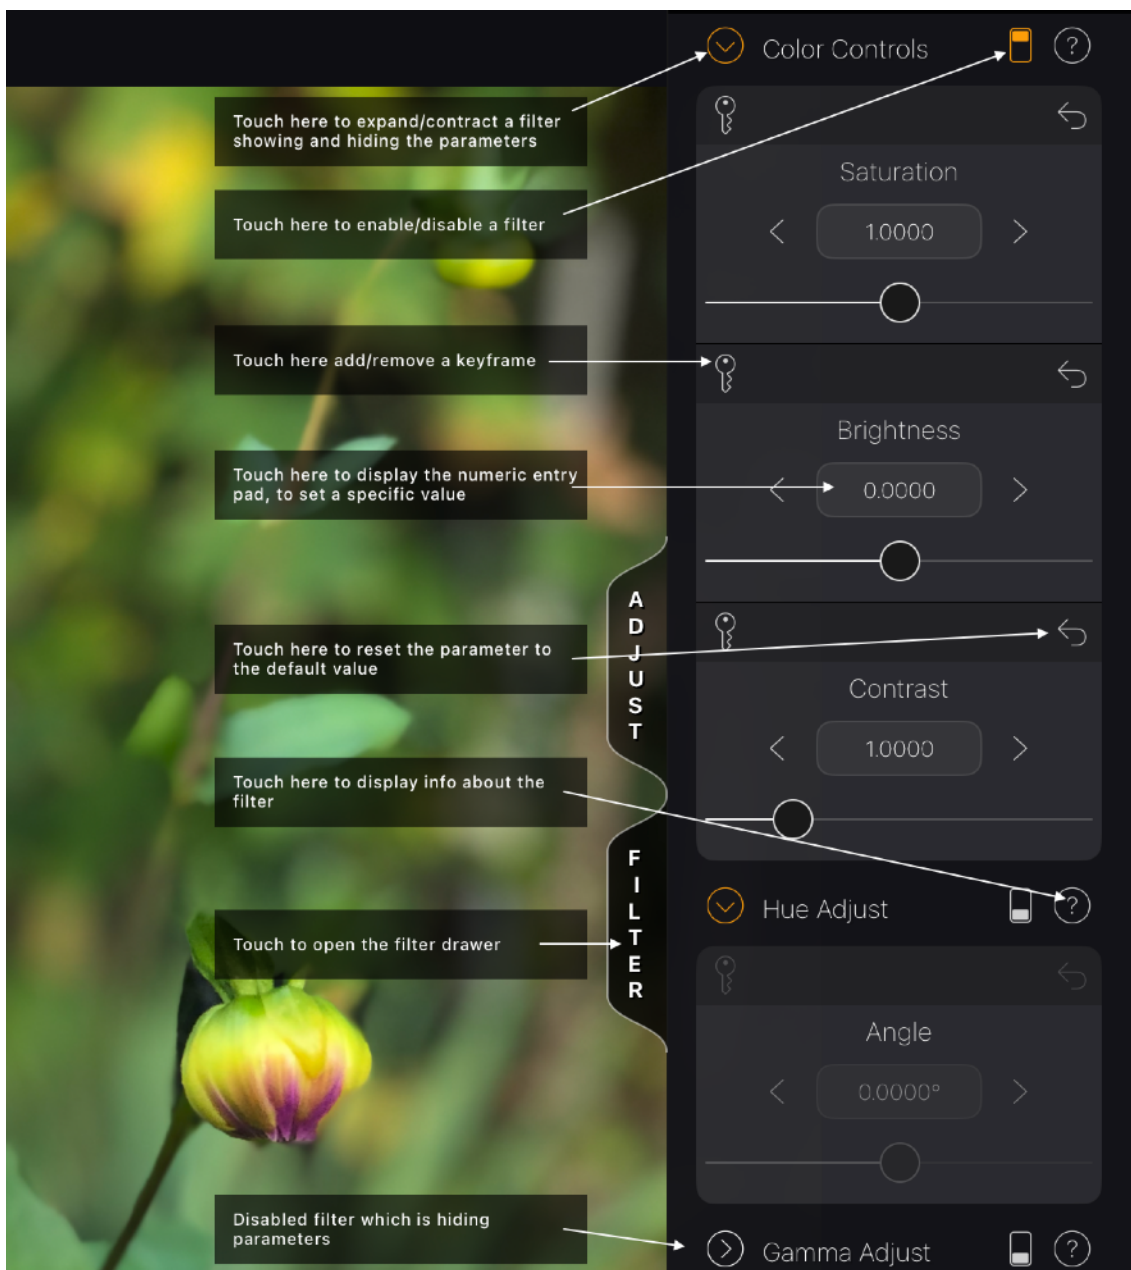 Color Controls
?
Touch here to expand/contract a filter
showing and hiding the parameters
Saturation
Touch here to enable/disable a filter
1.0000
Touch here add/remove a keyframe
Brightness
Touch here to display the numeric entry
pad, to set a specific value
0.0000
ADJUST
Touch here to reset the parameter to
the default value
Contrast
1.0000
Touch here to display info about the
filter
FILTER
Hue Adjust
?
Touch to open the filter drawer
Angle
0.0000°
Disabled filter which is hiding
parameters
Gamma Adjust
?